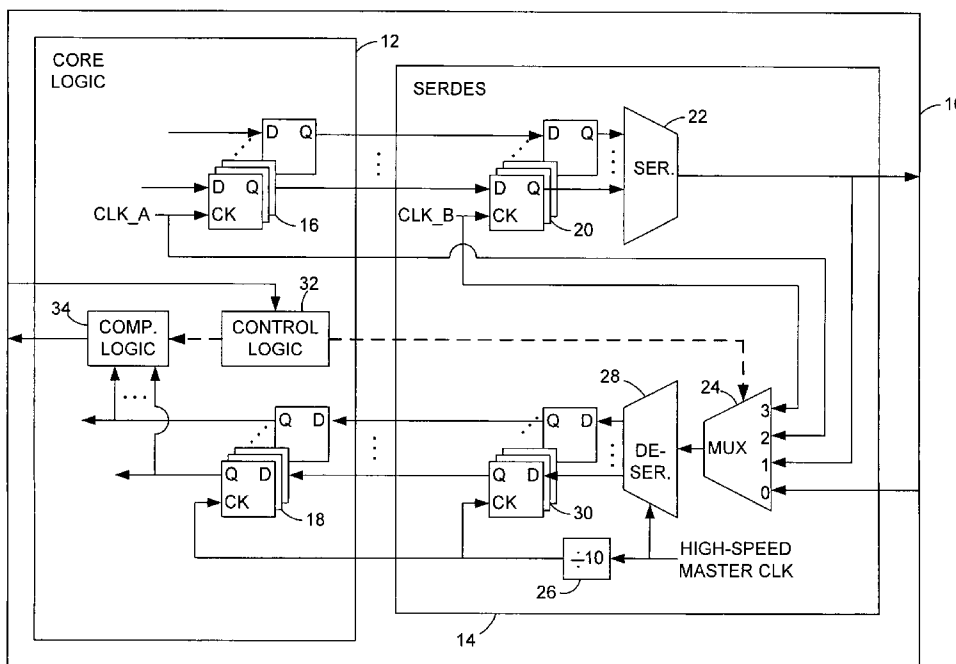 12
CORE
LOGIC
SERDES
22
D Q
D Q
SER.
D Q
D Q
CLK_A
CK
16
CLK_B
CK
20
34
32
COMP.
LOGIC
CONTROL
LOGIC
28
24
3
2
1
0
MUX
DE-
SER.
Q D
Q D
Q D
Q D
CK
18
CK
30
÷10
26
HIGH-SPEED
MASTER CLK
14